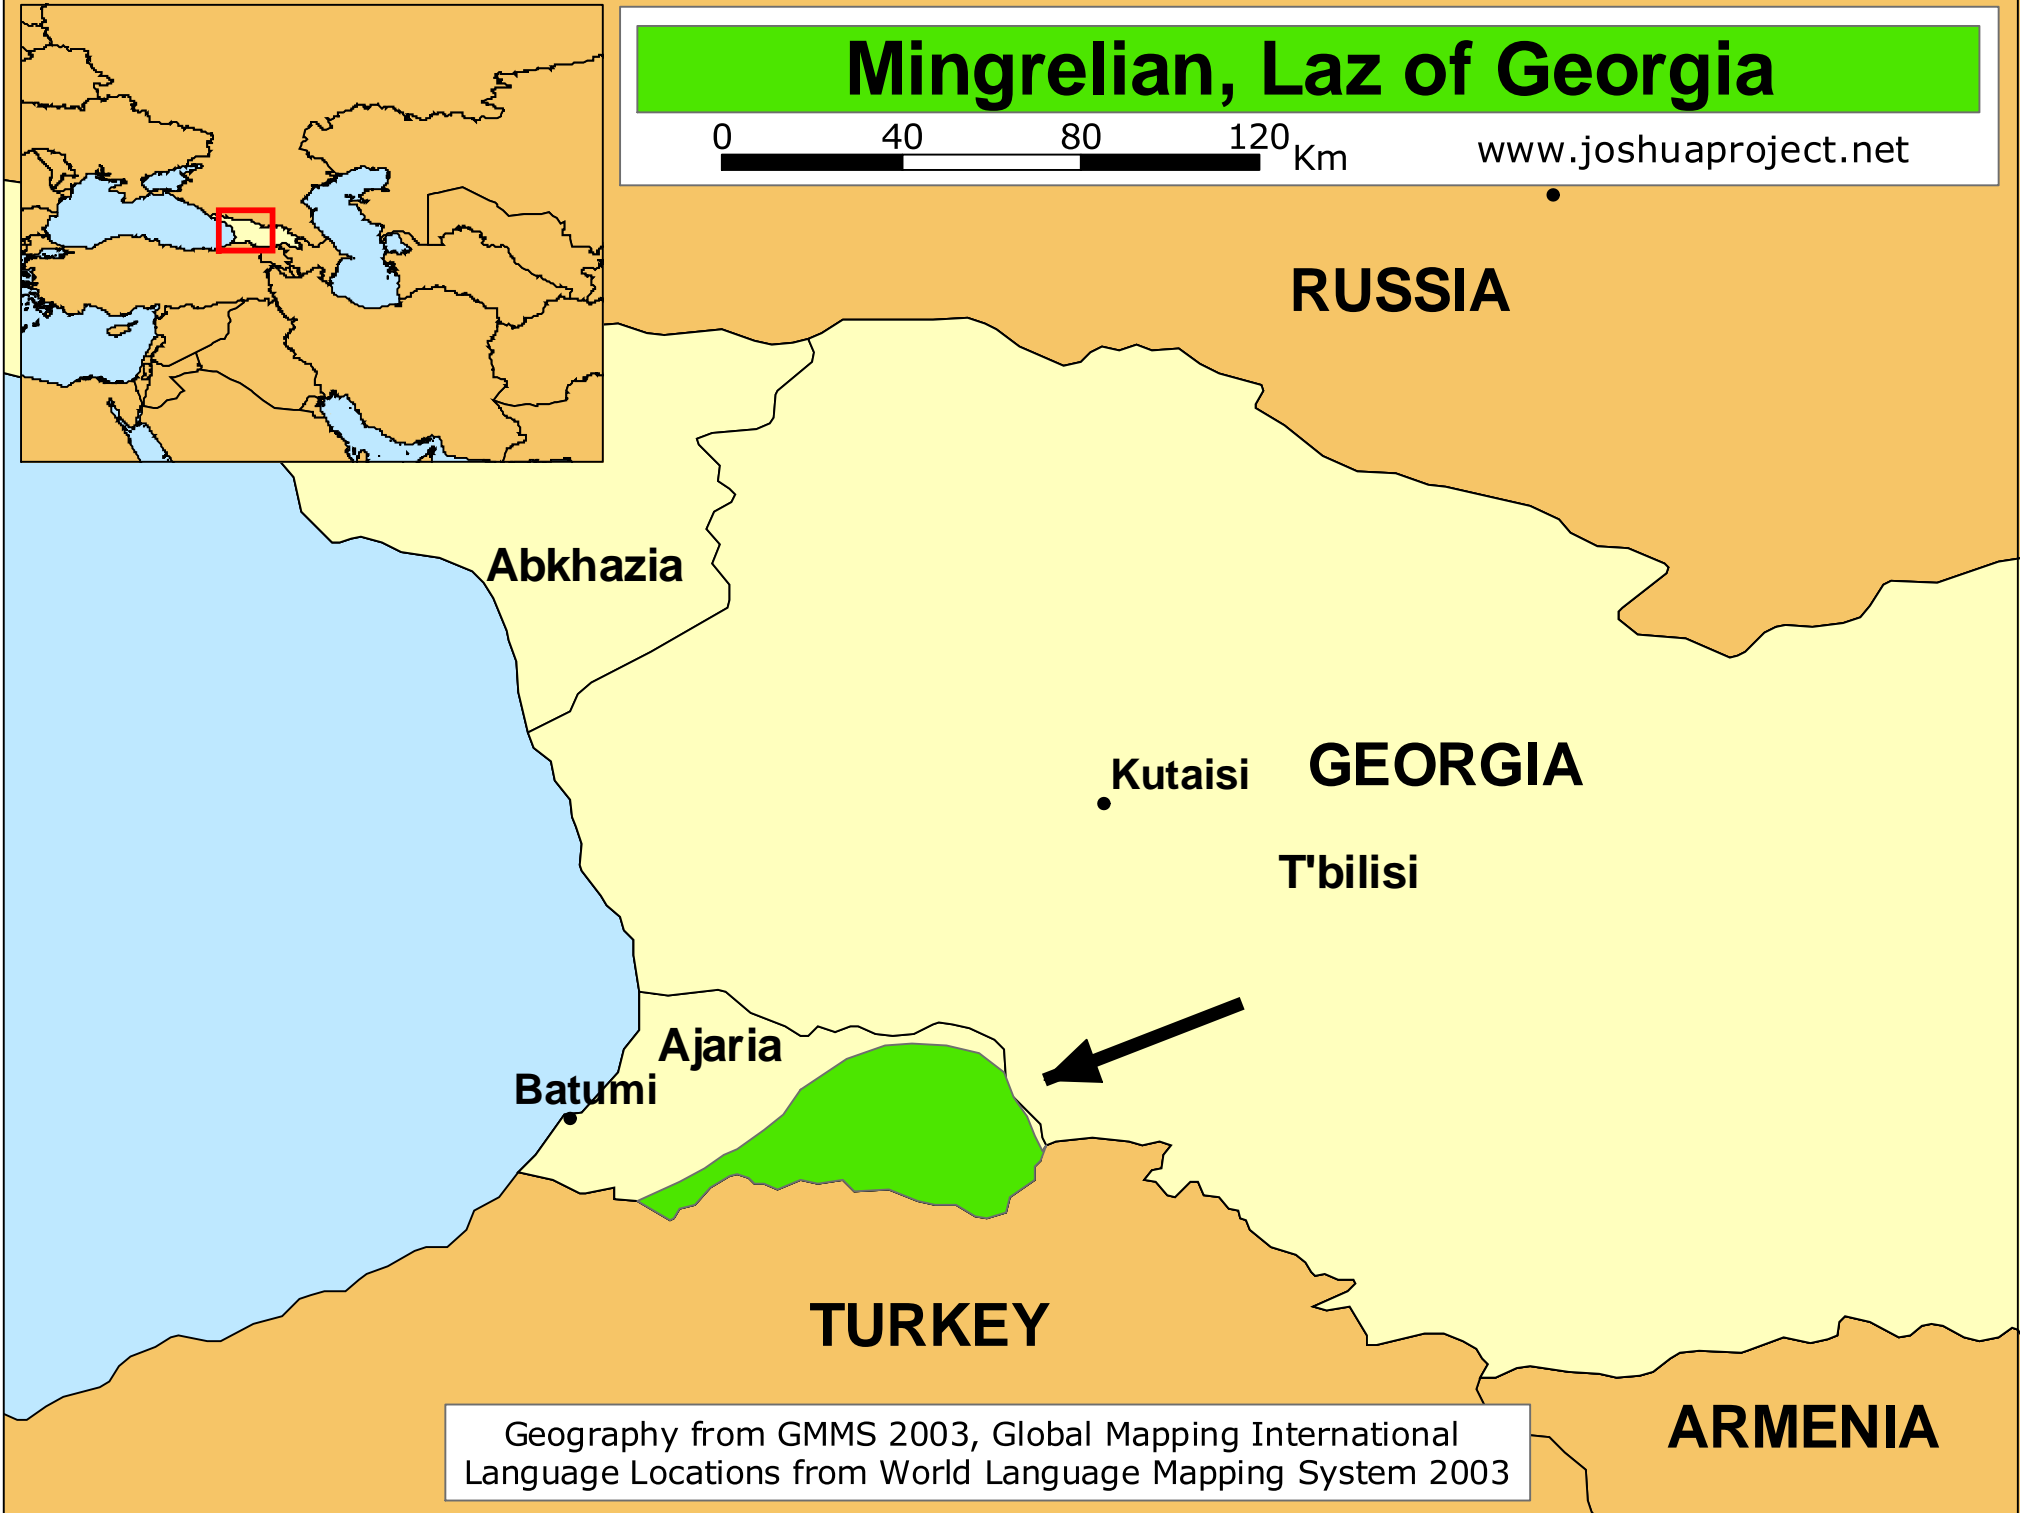 Mingrelian, Laz of Georgia
0 40 80 120 Km
www.joshuaproject.net
RUSSIA
Abkhazia
Kutaisi
GEORGIA
T'bilisi
Ajaria
Batumi
TURKEY
ARMENIA
Geography from GMMS 2003, Global Mapping International
Language Locations from World Language Mapping System 2003